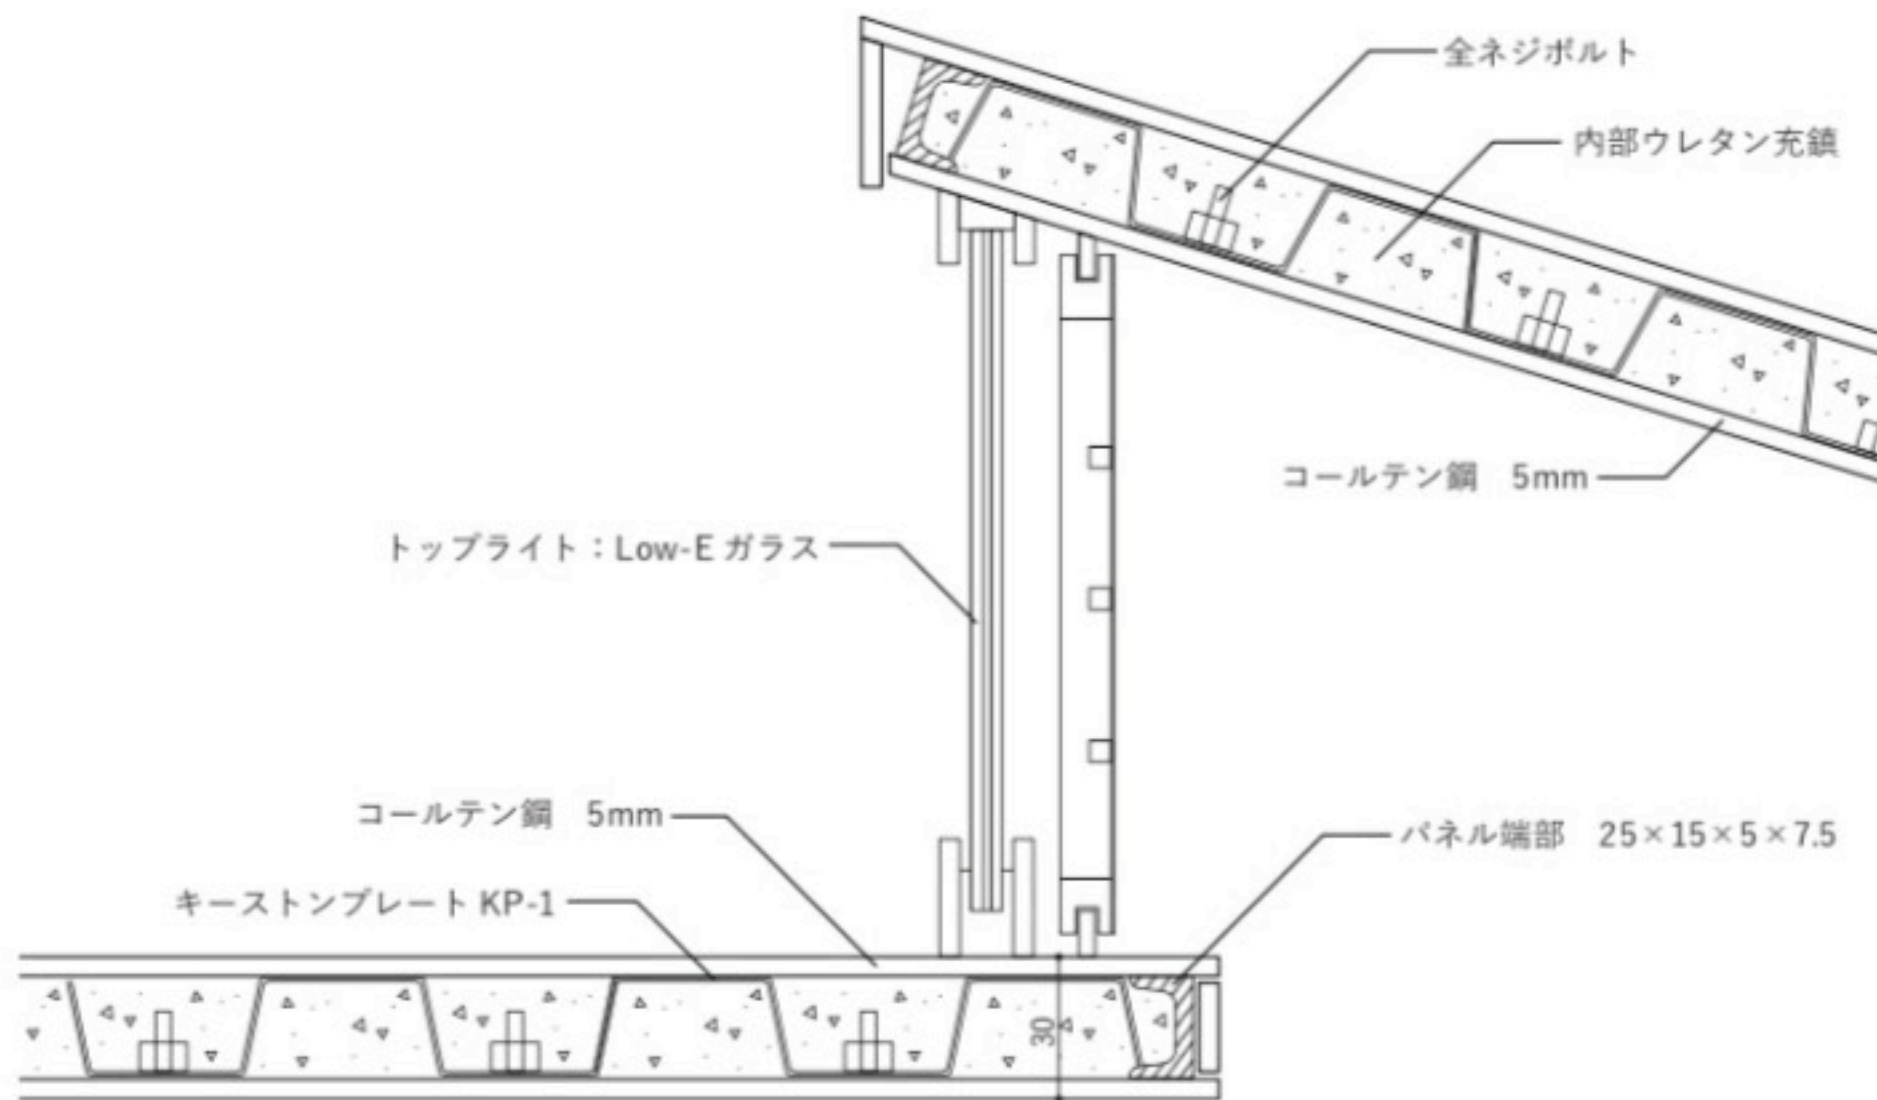 全ネジボルト
内部ウレタン充鎮
コールテン鋼　5mm
トップライト：Low-E ガラス
コールテン鋼　5mm
パネル端部　25×15×5×7.5
キーストンプレート KP-1
30